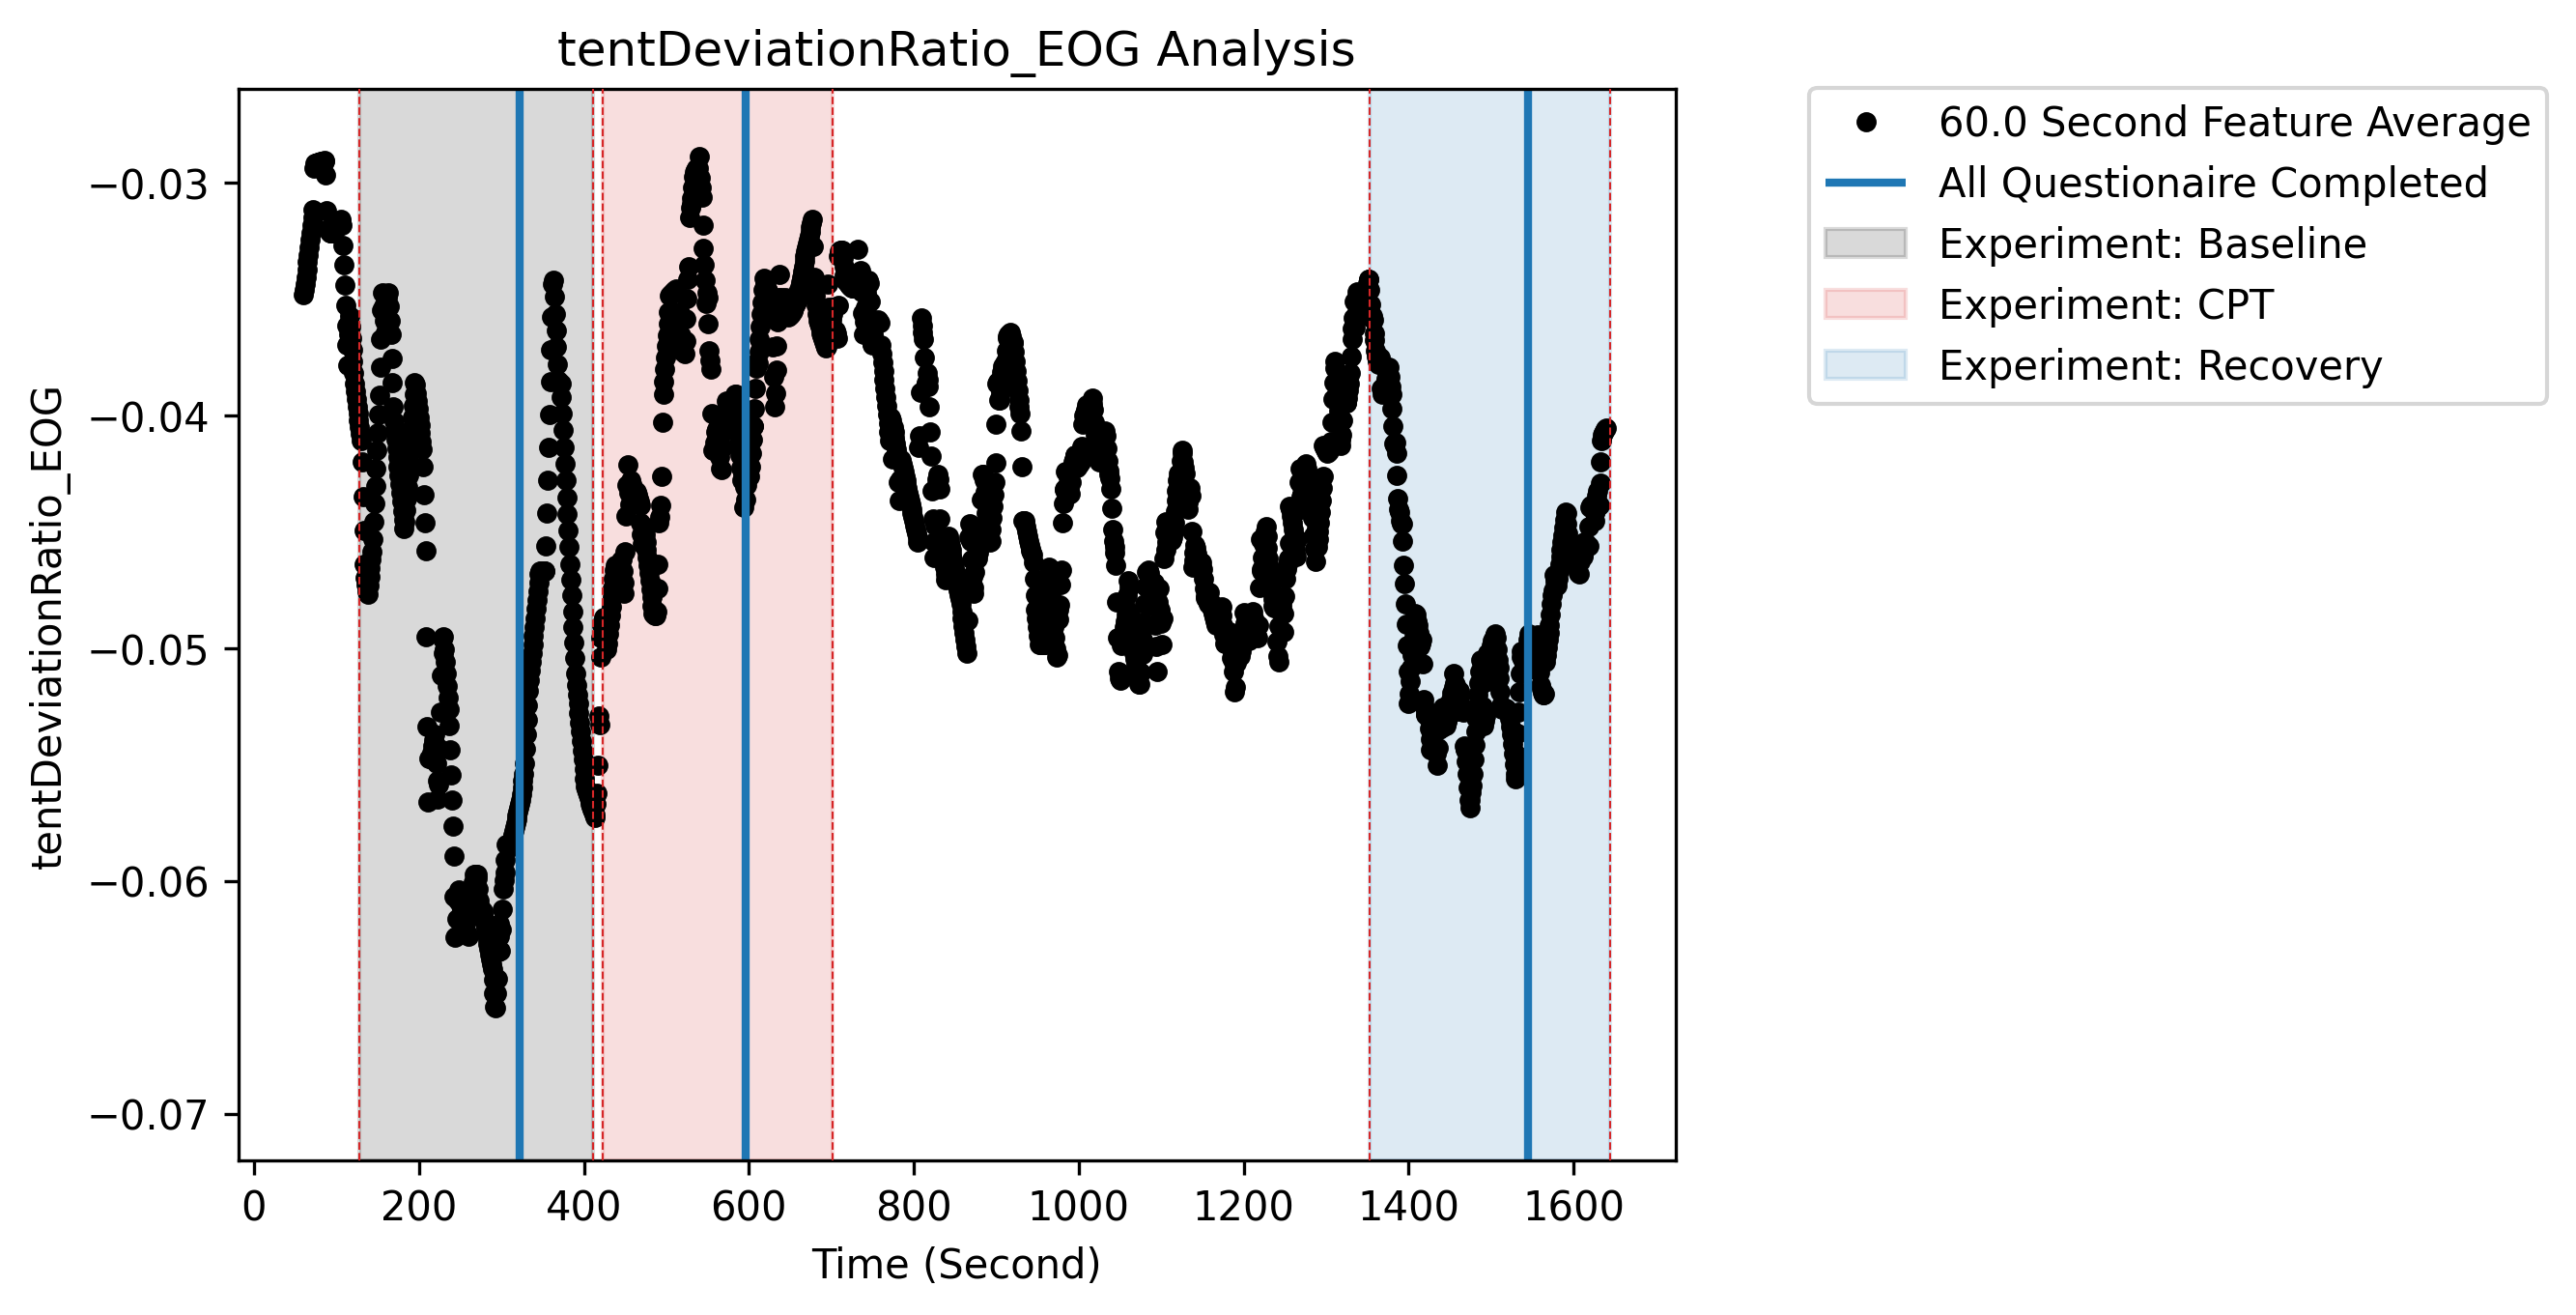 tentDeviationRatio_EOG Analysis
tentDeviationRatio_EOG
−0.03
−0.04
−0.05
−0.06
−0.07
0 200 400 600 800 1000 1200 1400 1600
Time (Second)
60.0 Second Feature Average
All Questionaire Completed
Experiment: Baseline
Experiment: CPT
Experiment: Recovery